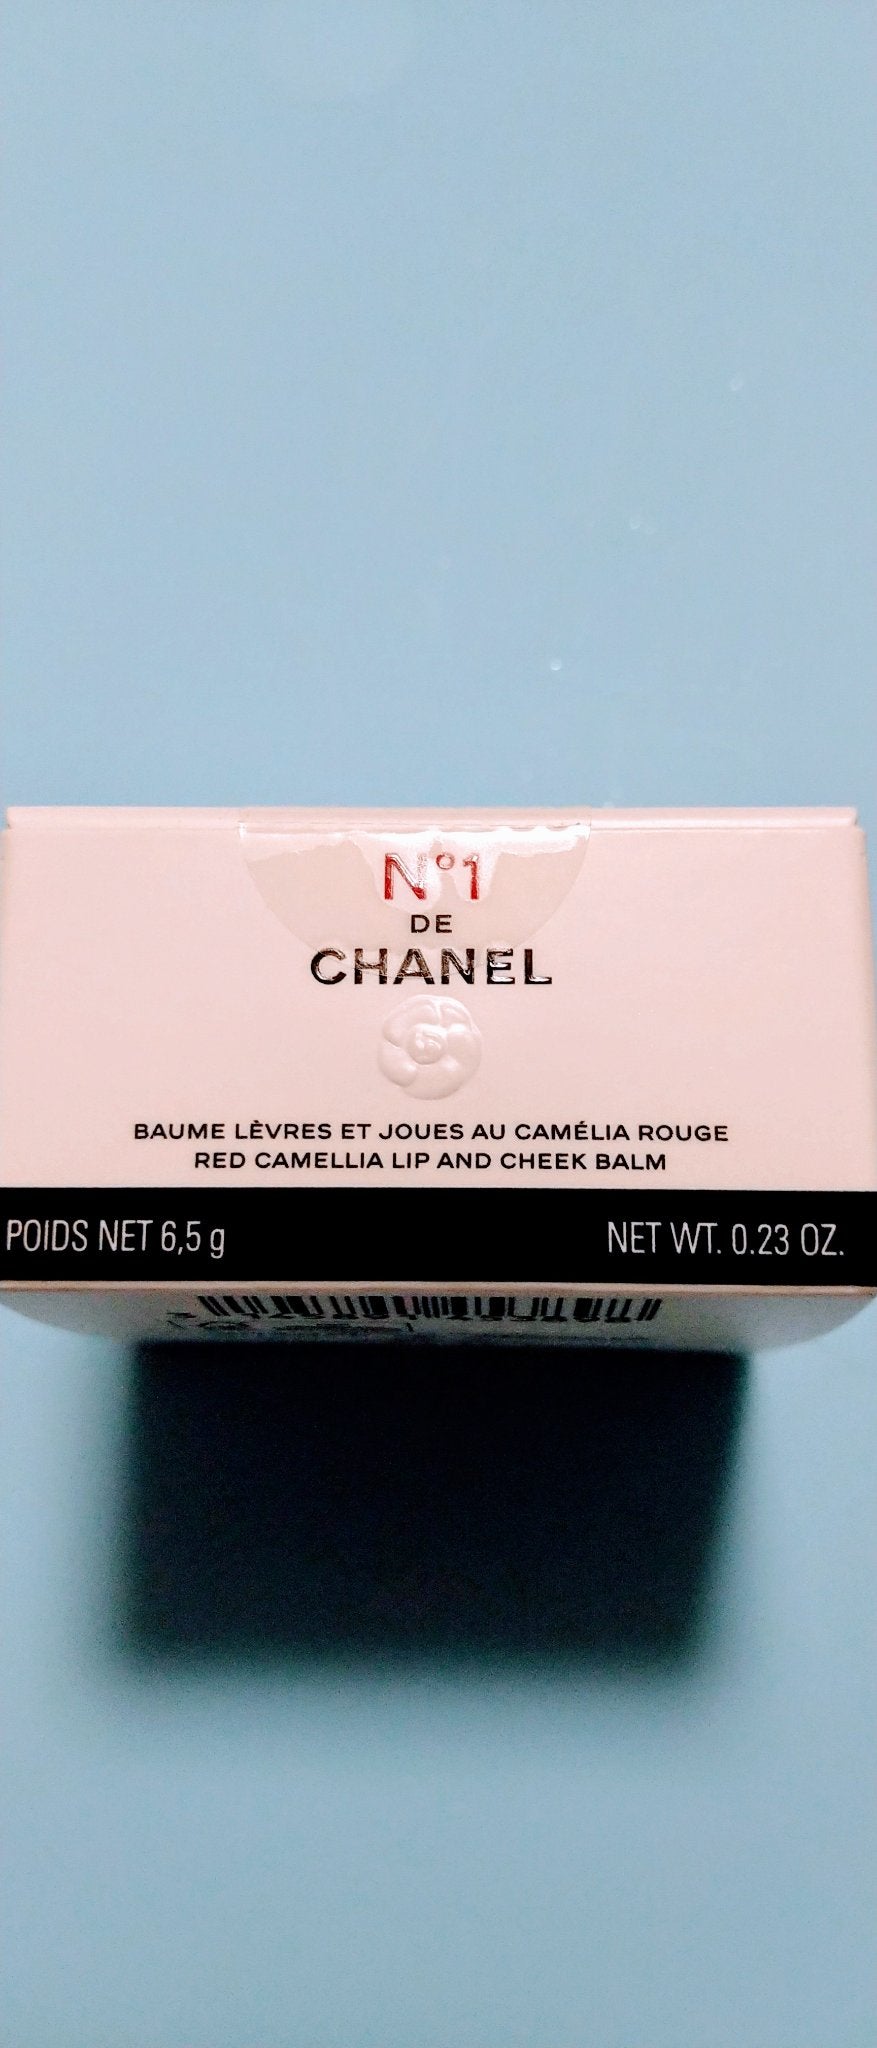 N°1
DE
CHANEL
BAUME LÈVRES ET JOUES AU CAMÉLIA ROUGE
RED CAMELLIA LIP AND CHEEK BALM
POIDS NET 6,5 g NET WT. 0.23 OZ.